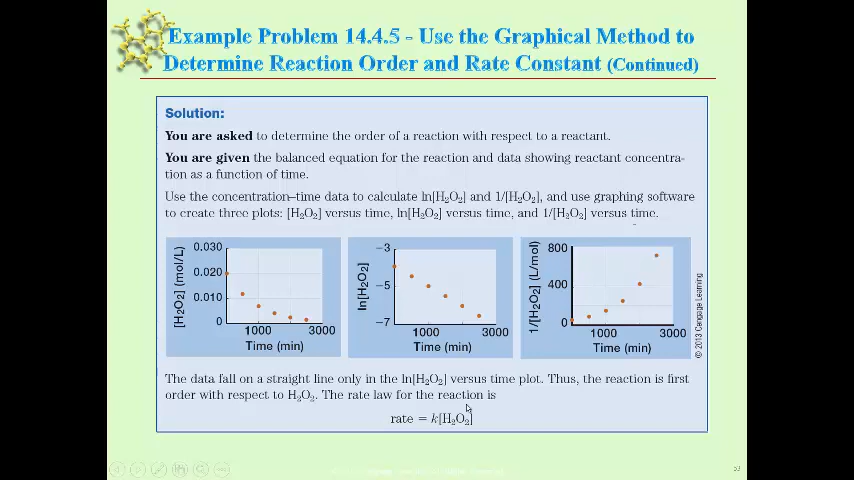 Example Problem 14.4.5 - Use the Graphical Method to
Determine Reaction Order and Rate Constant (Continued)
Solution:
You are asked to determine the order of a reaction with respect to a reactant.
You are given the balanced equation for the reaction and data showing reactant concentra-
tion as a function of time.
Use the concentration–time data to calculate ln[H₂O₂] and 1/[H₂O₂], and use graphing software
to create three plots: [H₂O₂] versus time, ln[H₂O₂] versus time, and 1/[H₂O₂] versus time.
[H₂O₂] (mol/L)
0.030
0.020
0.010
0
1000
3000
Time (min)
ln[H₂O₂]
−3
−5
−7
1000
3000
Time (min)
1/[H₂O₂] (L/mol)
800
400
0
1000
3000
Time (min)
© 2013 Cengage Learning
The data fall on a straight line only in the ln[H₂O₂] versus time plot. Thus, the reaction is first
order with respect to H₂O₂. The rate law for the reaction is
rate = k[H₂O₂]
53